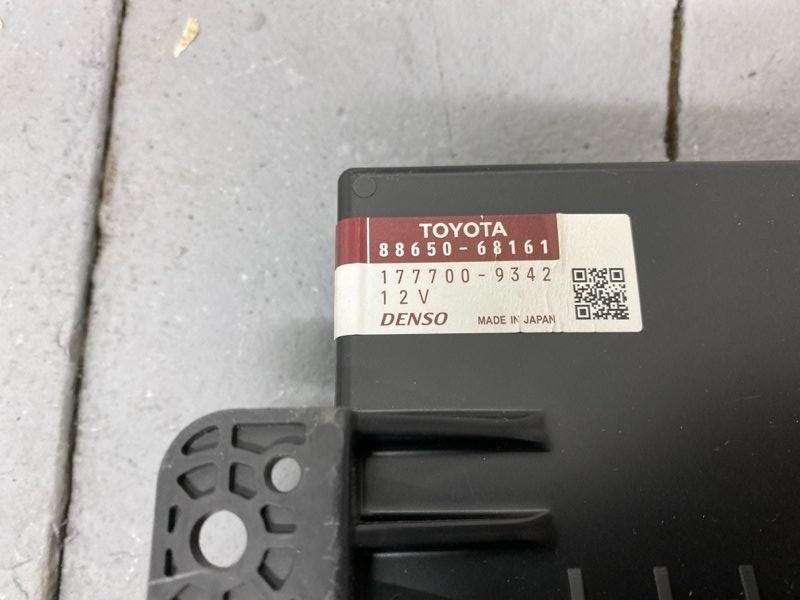 TOYOTA
88650-68161
177700-9342
12V
DENSO MADE IN JAPAN